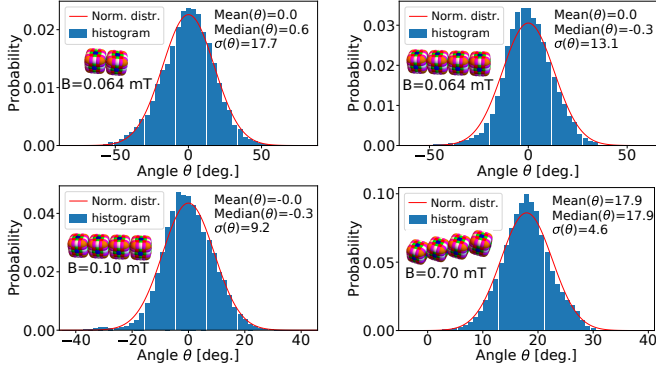 Norm. distr.
histogram
Mean(θ)=0.0
Median(θ)=0.6
σ(θ)=17.7
B=0.064 mT
Probability
0.00
0.01
0.02
−50
0
50
Angle θ [deg.]
Norm. distr.
histogram
Mean(θ)=0.0
Median(θ)=-0.3
σ(θ)=13.1
B=0.064 mT
Probability
0.00
0.01
0.02
0.03
−50
0
50
Angle θ [deg.]
Norm. distr.
histogram
Mean(θ)=-0.0
Median(θ)=-0.3
σ(θ)=9.2
B=0.10 mT
Probability
0.00
0.02
0.04
−40
−20
0
20
40
Angle θ [deg.]
Norm. distr.
histogram
Mean(θ)=17.9
Median(θ)=17.9
σ(θ)=4.6
B=0.70 mT
Probability
0.00
0.05
0.10
0
10
20
30
40
Angle θ [deg.]